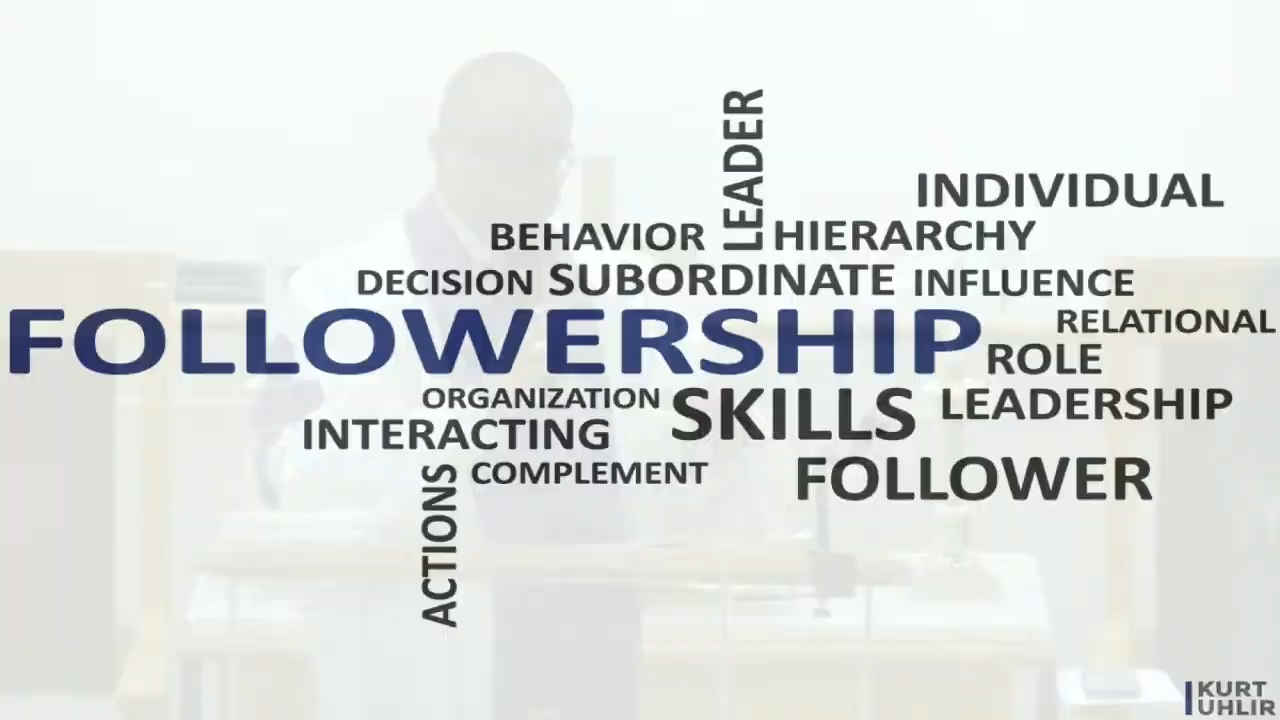 LEADER
INDIVIDUAL
BEHAVIOR
HIERARCHY
DECISION
SUBORDINATE
INFLUENCE
FOLLOWERSHIP
RELATIONAL
ROLE
ORGANIZATION
SKILLS
LEADERSHIP
INTERACTING
COMPLEMENT
FOLLOWER
ACTIONS
KURT
UHLIR